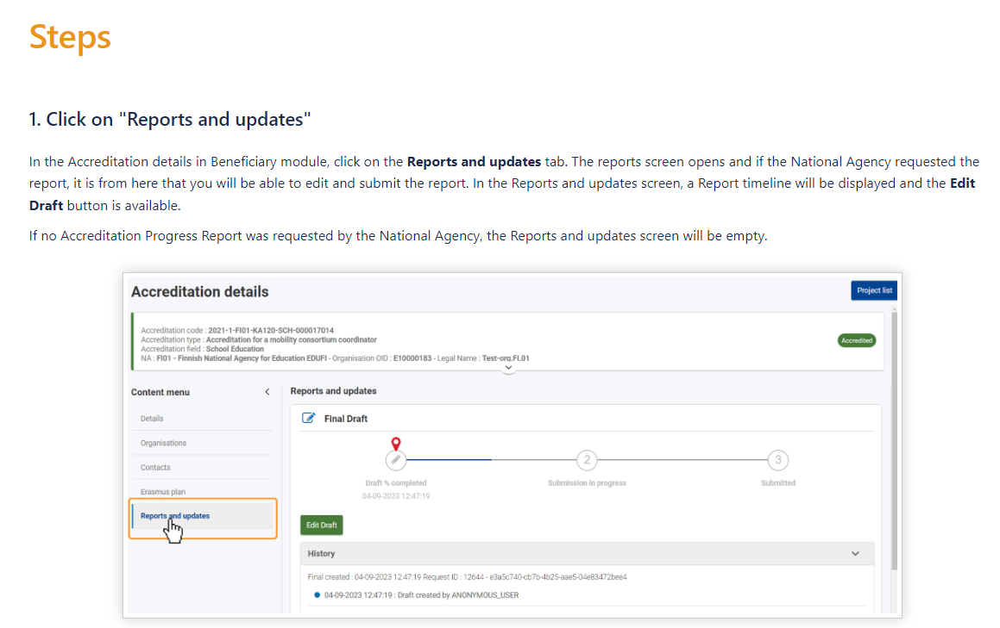 Steps
1. Click on "Reports and updates"
In the Accreditation details in Beneficiary module, click on the Reports and updates tab. The reports screen opens and if the National Agency requested the
report, it is from here that you will be able to edit and submit the report. In the Reports and updates screen, a Report timeline will be displayed and the Edit
Draft button is available.
If no Accreditation Progress Report was requested by the National Agency, the Reports and updates screen will be empty.
Accreditation details
Project list
Accreditation code : 2021-1-FI01-KA120-SCH-000017014
Accreditation type : Accreditation for a mobility consortium coordinator
Accreditation field : School Education
NA : FI01 - Finnish National Agency for Education EDUFI - Organisation OID : E10000183 - Legal Name : Test-org.FI.01
Accredited
Content menu
Details
Organisations
Contacts
Erasmus plan
Reports and updates
Reports and updates
Final Draft
2
3
Draft % completed
04-09-2023 12:47:19
Submission in progress
Submitted
Edit Draft
History
Final created : 04-09-2023 12:47:19 Request ID : 12644 - e3a5c740-cb7b-4b25-aae5-04e83472bee4
04-09-2023 12:47:19 : Draft created by ANONYMOUS_USER